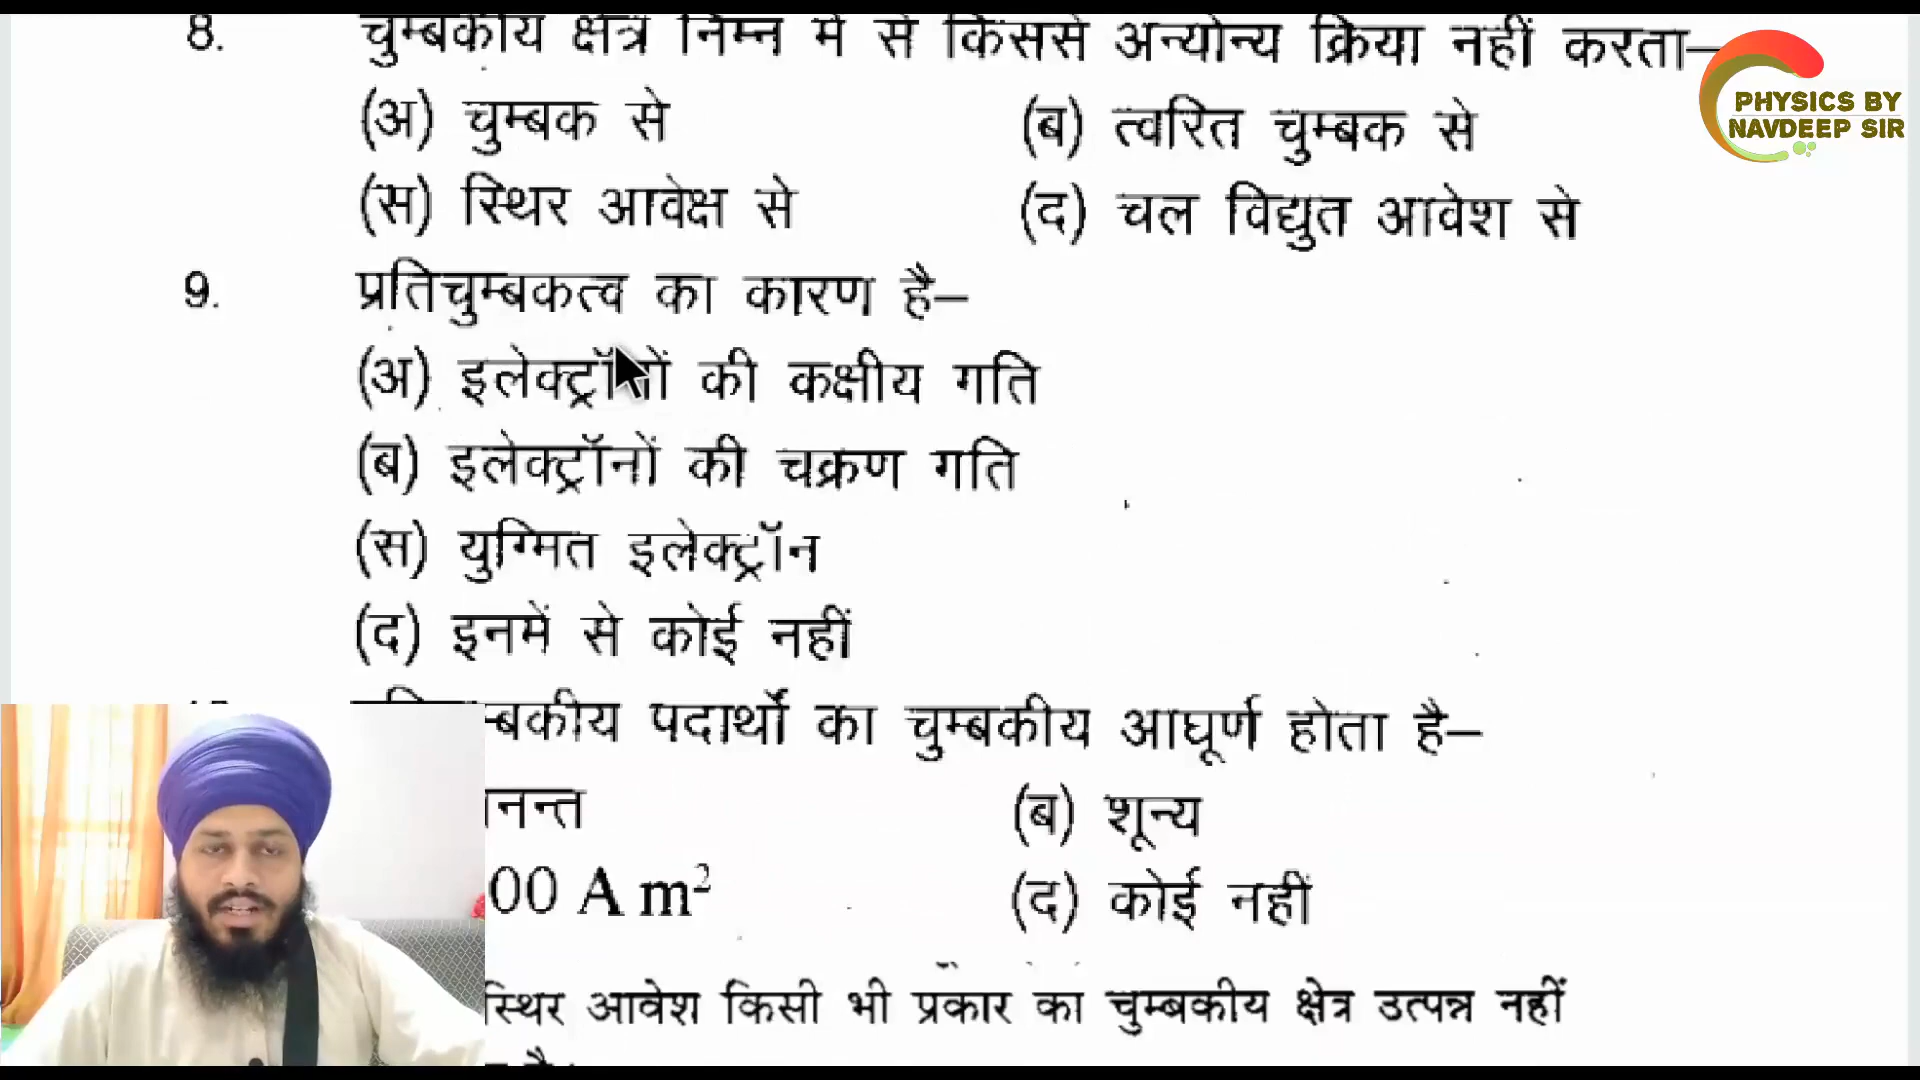 8. चुम्बकीय क्षेत्र निम्न में से किससे अन्योन्य क्रिया नहीं करता–
(अ) चुम्बक से (ब) त्वरित चुम्बक से
(स) स्थिर आवेक्ष से (द) चल विद्युत आवेश से
9. प्रतिचुम्बकत्व का कारण है–
(अ) इलेक्ट्रॉनों की कक्षीय गति
(ब) इलेक्ट्रॉनों की चक्रण गति
(स) युग्मित इलेक्ट्रॉन
(द) इनमें से कोई नहीं
पदार्थों का चुम्बकीय आघूर्ण होता है–
(ब) शून्य
00 A m² (द) कोई नहीं
स्थिर आवेश किसी भी प्रकार का चुम्बकीय क्षेत्र उत्पन्न नहीं
PHYSICS BY
NAVDEEP SIR